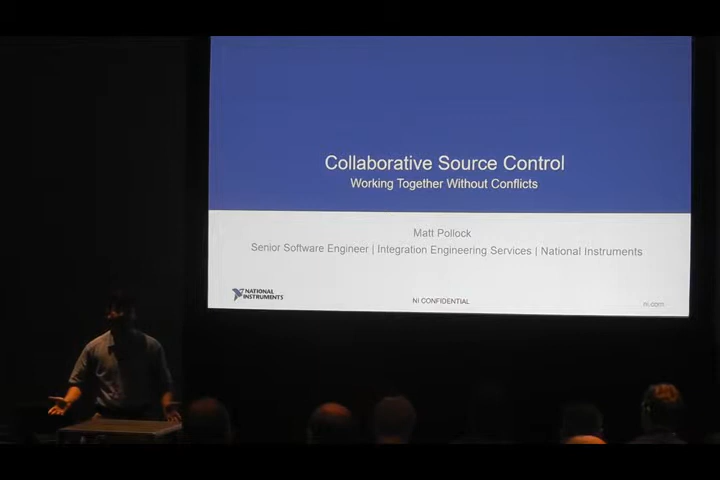 Collaborative Source Control
Working Together Without Conflicts
Matt Pollock
Senior Software Engineer | Integration Engineering Services | National Instruments
NATIONAL
INSTRUMENTS
NI CONFIDENTIAL
ni.com